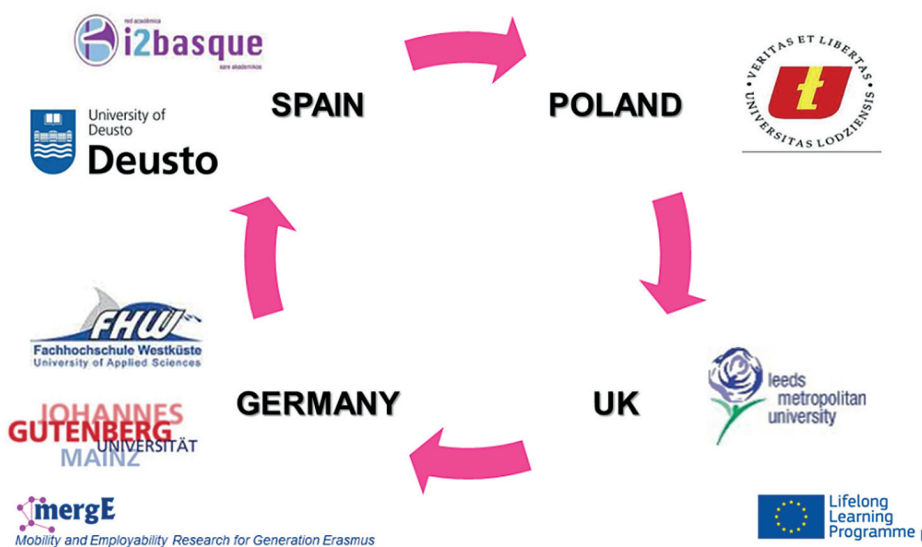 red académica
i2basque
sare akademikoa
SPAIN
POLAND
VERITAS ET LIBERTAS
UNIVERSITAS LODZIENSIS
University of
Deusto
Deusto
FHW
Fachhochschule Westküste
University of Applied Sciences
GERMANY
UK
leeds
metropolitan
university
JOHANNES
GUTENBERG
UNIVERSITÄT
MAINZ
mergE
Mobility and Employability Research for Generation Erasmus
Lifelong
Learning
Programme